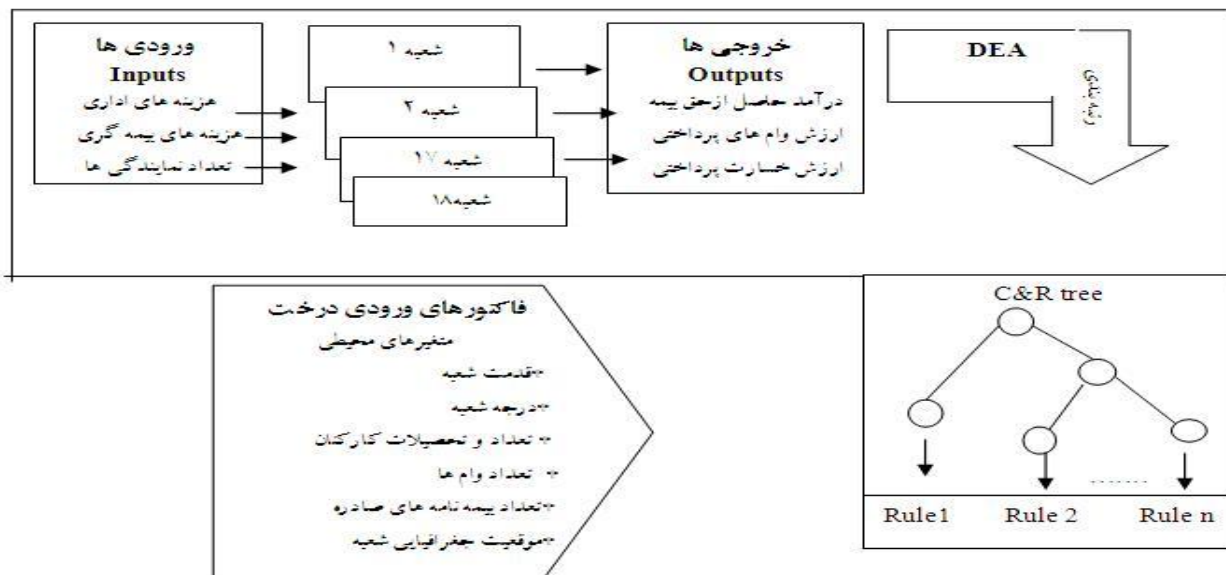 ورودی ها
Inputs
هزینه های اداری
هزینه های بیمه گری
تعداد نمایندگی ها
شعبه ۱
شعبه ۲
شعبه ۱۷
شعبه۱۸
خروجی ها
Outputs
درآمد حاصل ازحق بیمه
ارزش وام های پرداختی
ارزش خسارت پرداختی
DEA
رتبه بندی
فاکتورهای ورودی درخت
متغیرهای محیطی
*قدمت شعبه
*درجه شعبه
* تعداد و تحصیلات کارکنان
* تعداد وام ها
*تعداد بیمه نامه های صادره
*موقعیت جغرافیایی شعبه
C&R tree
.......
Rule1 Rule 2 Rule n